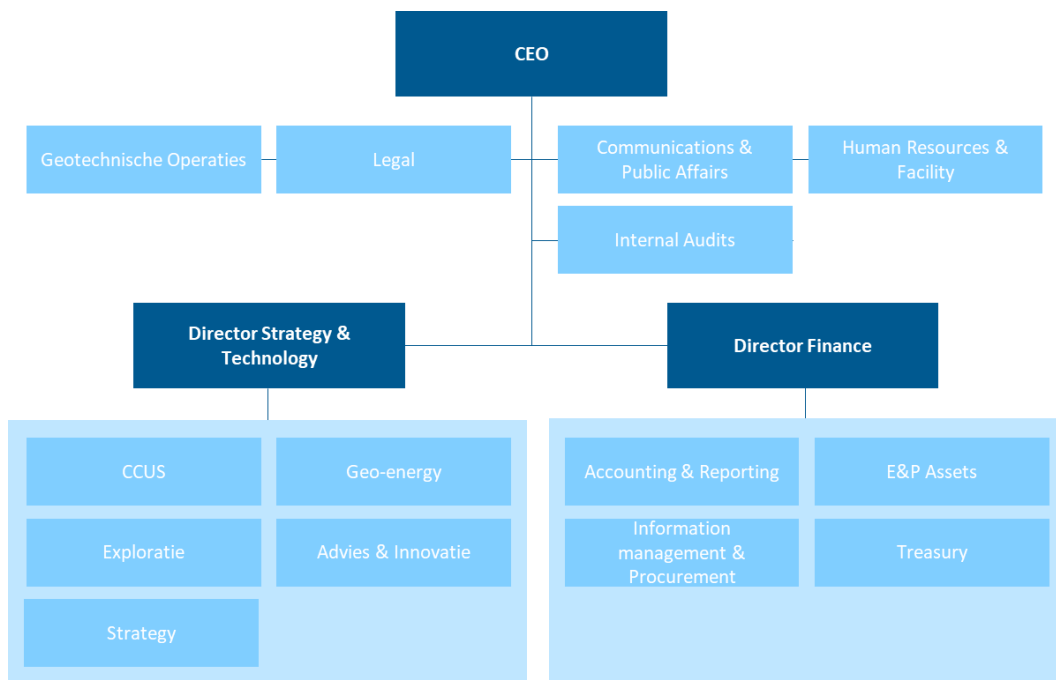 CEO
Geotechnische Operaties
Legal
Communications &
Public Affairs
Human Resources &
Facility
Internal Audits
Director Strategy &
Technology
Director Finance
CCUS
Geo-energy
Exploratie
Advies & Innovatie
Strategy
Accounting & Reporting
E&P Assets
Information
management &
Procurement
Treasury